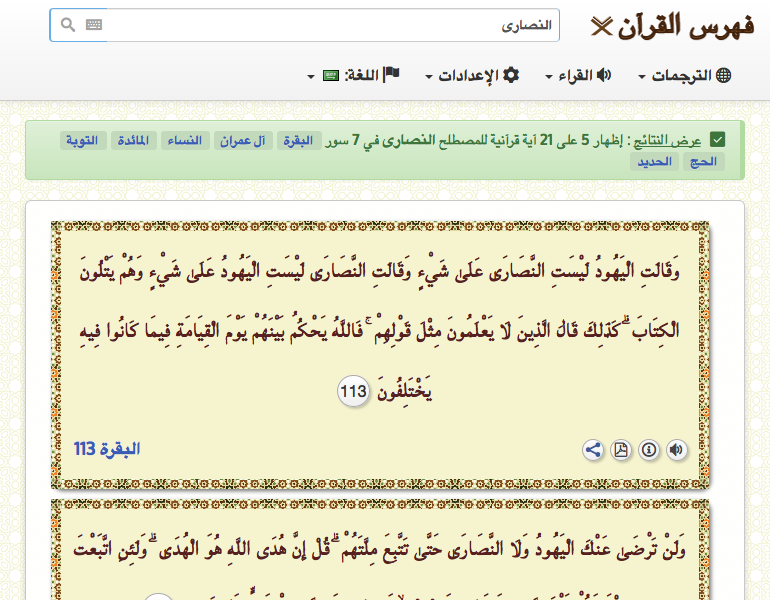 فهرس القرآن
النصارى
الترجمات القراء الإعدادات اللغة:
عرض النتائج : إظهار 5 على 21 آية قرآنية للمصطلح النصارى في 7 سور البقرة آل عمران النساء المائدة التوبة
الحج الحديد
وَقَالَتِ الْيَهُودُ لَيْسَتِ النَّصَارَى عَلَىٰ شَيْءٍ وَقَالَتِ النَّصَارَى لَيْسَتِ الْيَهُودُ عَلَىٰ شَيْءٍ وَهُمْ يَتْلُونَ
الْكِتَابَ ۗ كَذَٰلِكَ قَالَ الَّذِينَ لَا يَعْلَمُونَ مِثْلَ قَوْلِهِمْ ۚ فَاللَّهُ يَحْكُمُ بَيْنَهُمْ يَوْمَ الْقِيَامَةِ فِيمَا كَانُوا فِيهِ
يَخْتَلِفُونَ 113
البقرة 113
وَلَنْ تَرْضَىٰ عَنْكَ الْيَهُودُ وَلَا النَّصَارَى حَتَّىٰ تَتَّبِعَ مِلَّتَهُمْ ۗ قُلْ إِنَّ هُدَى اللَّهِ هُوَ الْهُدَىٰ ۗ وَلَئِنِ اتَّبَعْتَ